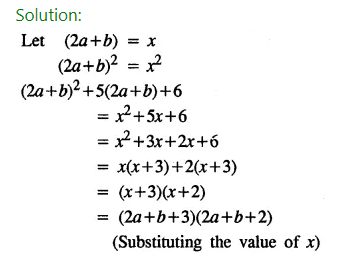 Solution:
Let (2a+b) = x
(2a+b)² = x²
(2a+b)²+5(2a+b)+6
= x²+5x+6
= x²+3x+2x+6
= x(x+3)+2(x+3)
= (x+3)(x+2)
= (2a+b+3)(2a+b+2)
(Substituting the value of x)